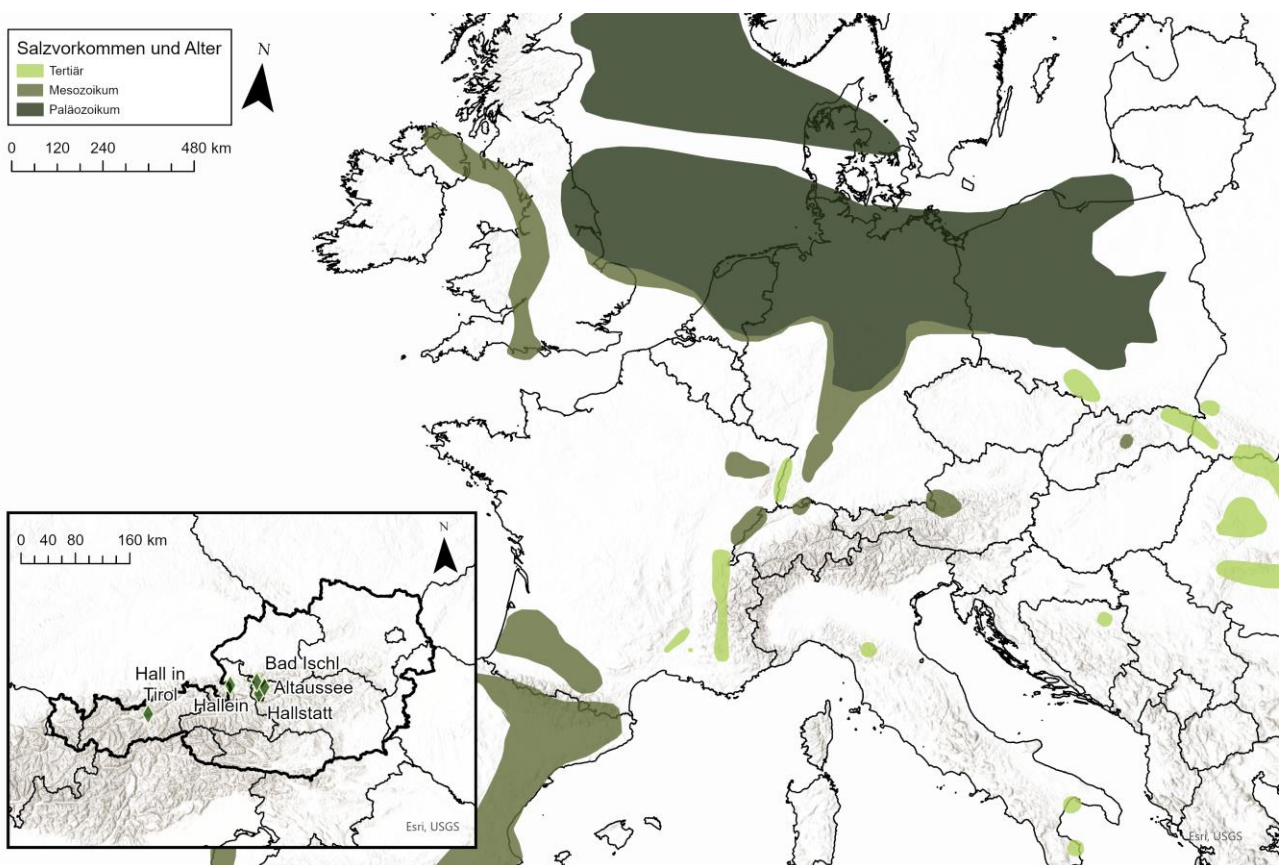 Salzvorkommen und Alter
Tertiär
Mesozoikum
Paläozoikum
N
0 120 240 480 km
N
0 40 80 160 km
Hall in
Tirol
Bad Ischl
Altaussee
Hallein
Hallstatt
Esri, USGS
Esri, USGS